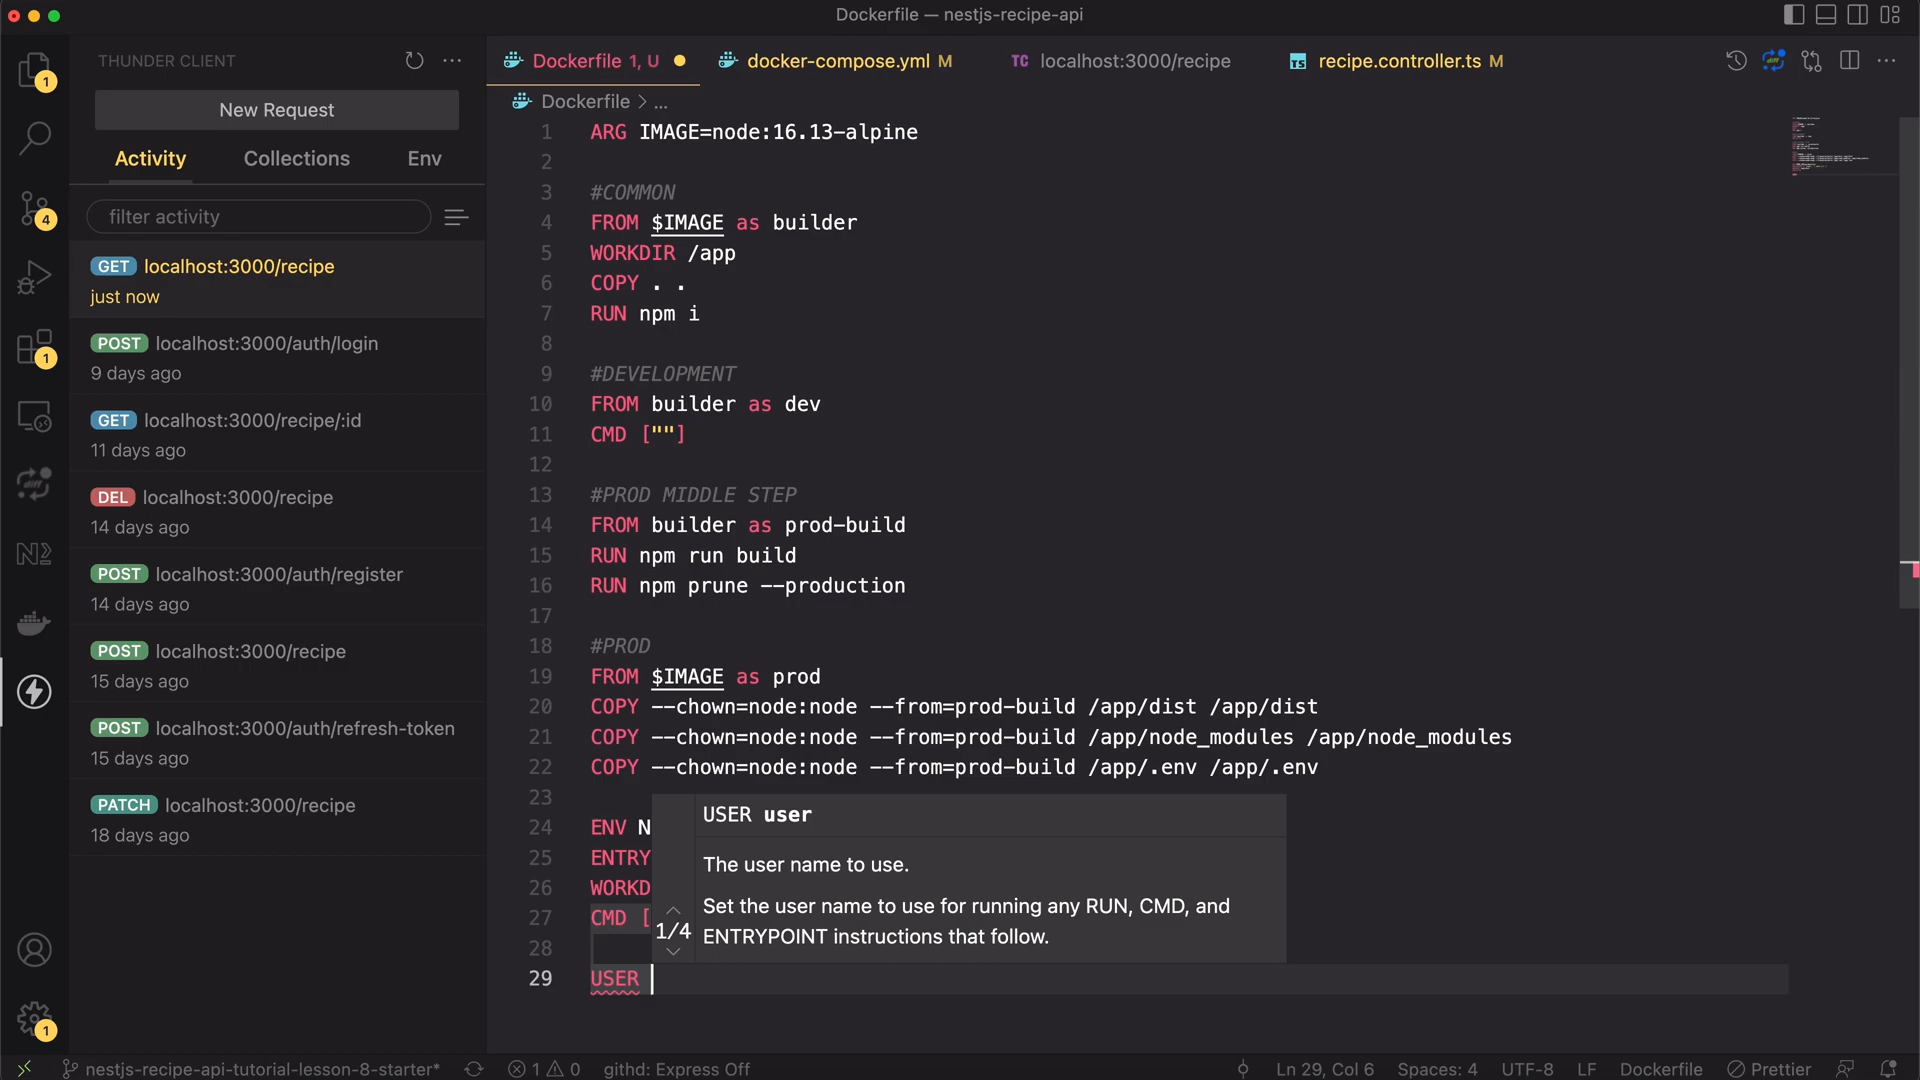 Dockerfile — nestjs-recipe-api
THUNDER CLIENT
New Request
Activity Collections Env
filter activity
GET localhost:3000/recipe
just now
POST localhost:3000/auth/login
9 days ago
GET localhost:3000/recipe/:id
11 days ago
DEL localhost:3000/recipe
14 days ago
POST localhost:3000/auth/register
14 days ago
POST localhost:3000/recipe
15 days ago
POST localhost:3000/auth/refresh-token
15 days ago
PATCH localhost:3000/recipe
18 days ago
1
4
1
1
Dockerfile 1, U docker-compose.yml M TC localhost:3000/recipe TS recipe.controller.ts M
Dockerfile > ...
1 ARG IMAGE=node:16.13-alpine
2
3 #COMMON
4 FROM $IMAGE as builder
5 WORKDIR /app
6 COPY . .
7 RUN npm i
8
9 #DEVELOPMENT
10 FROM builder as dev
11 CMD [""]
12
13 #PROD MIDDLE STEP
14 FROM builder as prod-build
15 RUN npm run build
16 RUN npm prune --production
17
18 #PROD
19 FROM $IMAGE as prod
20 COPY --chown=node:node --from=prod-build /app/dist /app/dist
21 COPY --chown=node:node --from=prod-build /app/node_modules /app/node_modules
22 COPY --chown=node:node --from=prod-build /app/.env /app/.env
23
24 ENV N
25 ENTRY
26 WORKD
27 CMD [
28
29 USER
USER user
The user name to use.
Set the user name to use for running any RUN, CMD, and
ENTRYPOINT instructions that follow.
1/4
nestjs-recipe-api-tutorial-lesson-8-starter* 1 0 githd: Express Off Ln 29, Col 6 Spaces: 4 UTF-8 LF Dockerfile Prettier